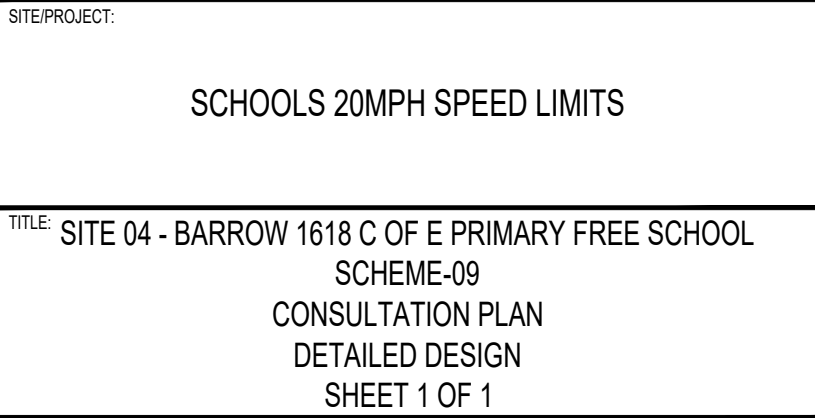 SITE/PROJECT:
SCHOOLS 20MPH SPEED LIMITS
TITLE: SITE 04 - BARROW 1618 C OF E PRIMARY FREE SCHOOL
SCHEME-09
CONSULTATION PLAN
DETAILED DESIGN
SHEET 1 OF 1